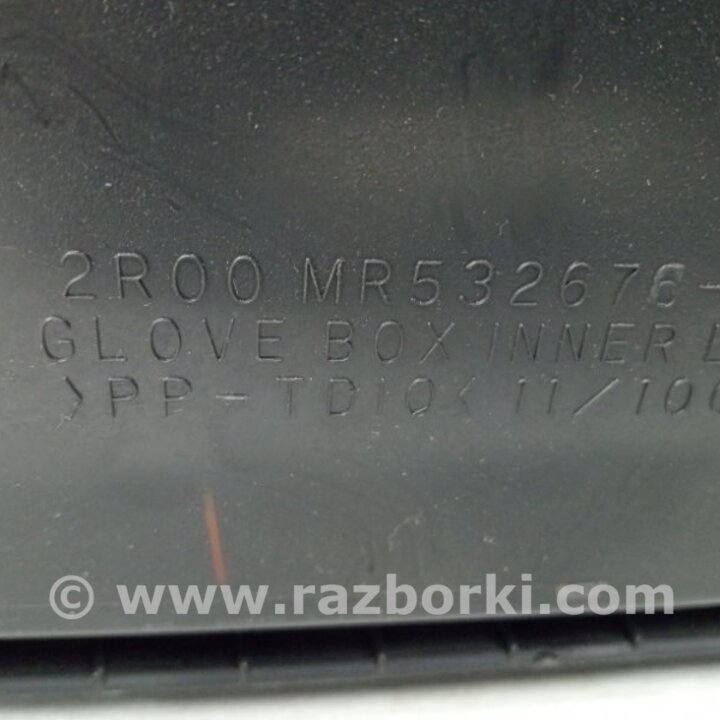 2R00 MR532676-
GLOVE BOX INNER
>PP-TD10< 11/100
© www.razborki.com